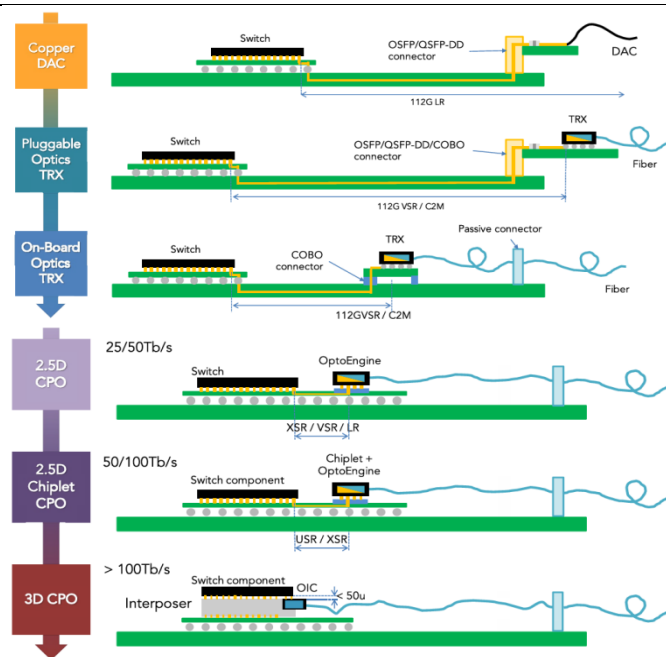 Copper
DAC
Switch
OSFP/QSFP-DD
connector
DAC
112G LR
Pluggable
Optics
TRX
Switch
OSFP/QSFP-DD/COBO
connector
TRX
Fiber
112G VSR / C2M
On-Board
Optics
TRX
Switch
COBO
connector
TRX
Passive connector
Fiber
112GVSR / C2M
2.5D
CPO
25/50Tb/s
Switch
OptoEngine
XSR / VSR / LR
2.5D
Chiplet
CPO
50/100Tb/s
Switch component
Chiplet +
OptoEngine
USR / XSR
3D CPO
> 100Tb/s
Switch component
OIC
< 50u
Interposer